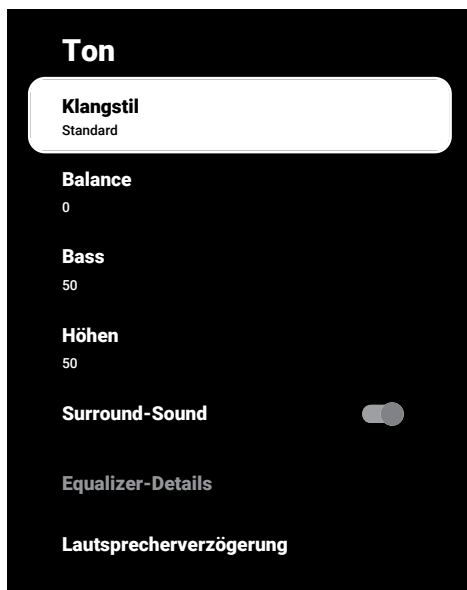 Ton
Klangstil
Standard
Balance
0
Bass
50
Höhen
50
Surround-Sound
Equalizer-Details
Lautsprecherverzögerung